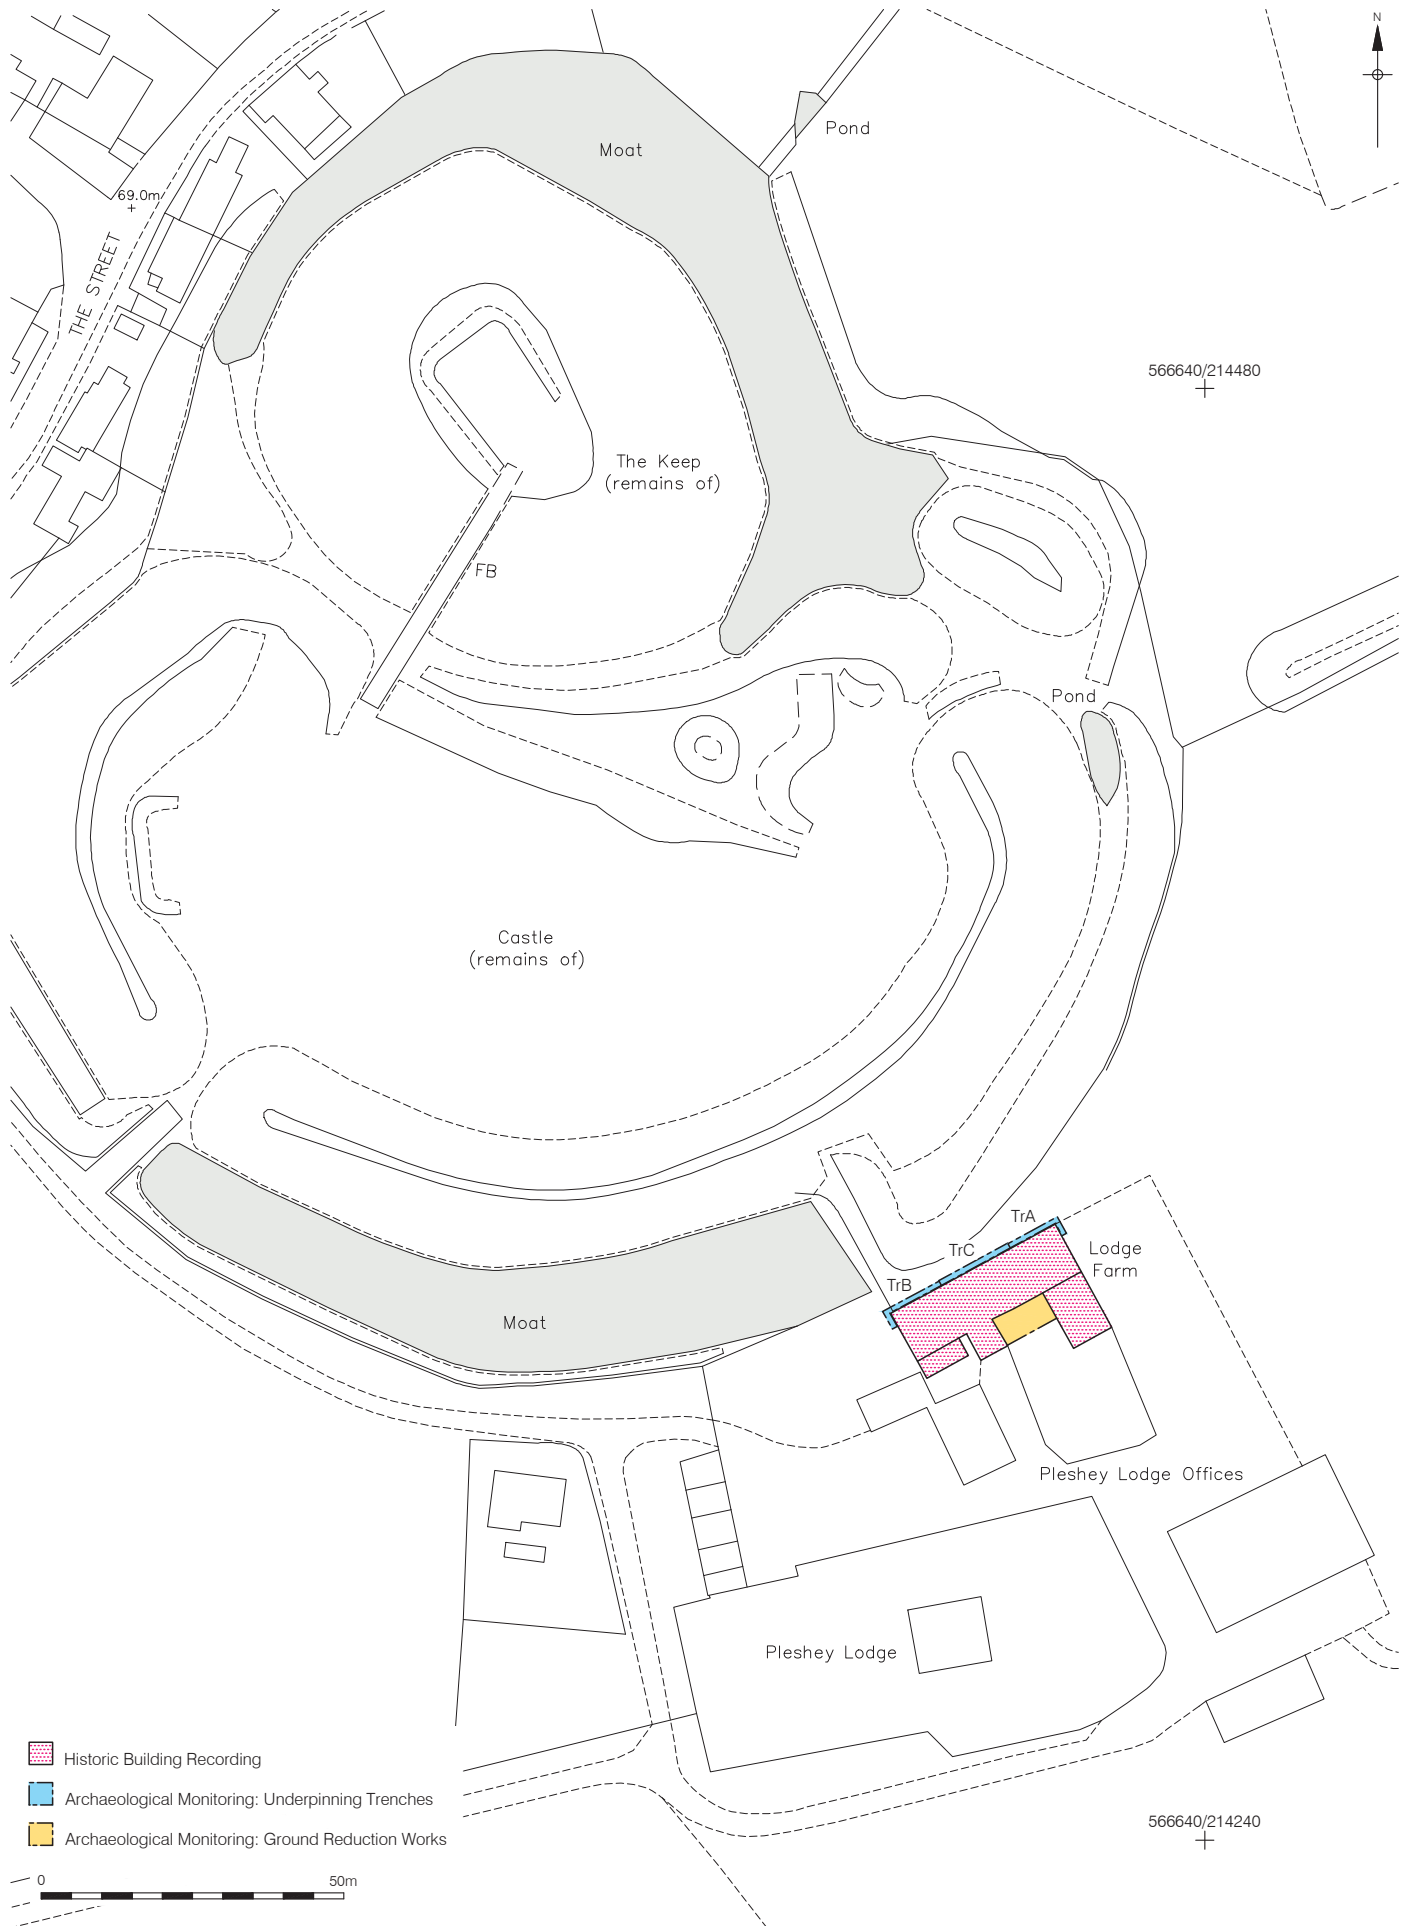 N
Pond
Moat
69.0m
THE STREET
566640/214480
The Keep
(remains of)
FB
Pond
Castle
(remains of)
TrA
TrC
TrB
Lodge
Farm
Moat
Pleshey Lodge Offices
Pleshey Lodge
Historic Building Recording
Archaeological Monitoring: Underpinning Trenches
Archaeological Monitoring: Ground Reduction Works
566640/214240
0 50m